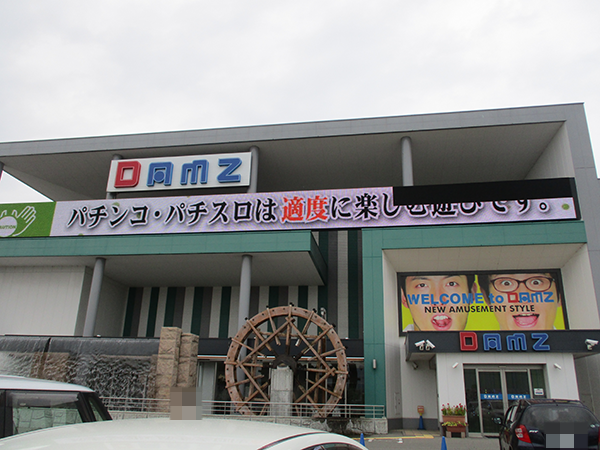 DAMZ
パチンコ・パチスロは適度に楽しむ遊びです。
WELCOME to DAMZ
NEW AMUSEMENT STYLE
DAMZ